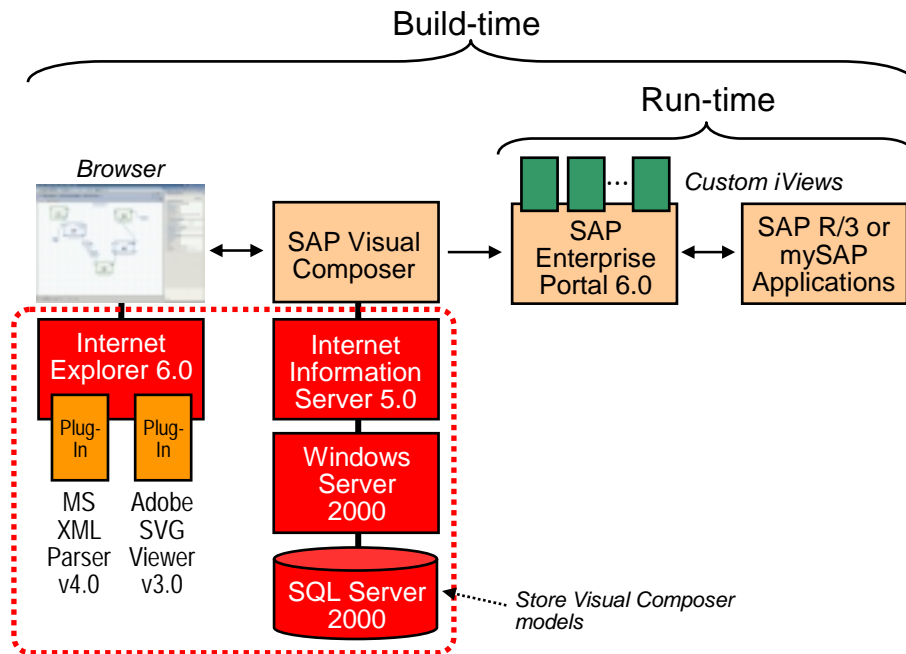 Build-time
Run-time
Browser
...
Custom iViews
SAP Visual
Composer
SAP
Enterprise
Portal 6.0
SAP R/3 or
mySAP
Applications
Internet
Explorer 6.0
Internet
Information
Server 5.0
Plug-
In
Plug-
In
Windows
Server
2000
MS
XML
Parser
v4.0
Adobe
SVG
Viewer
v3.0
SQL Server
2000
Store Visual Composer
models